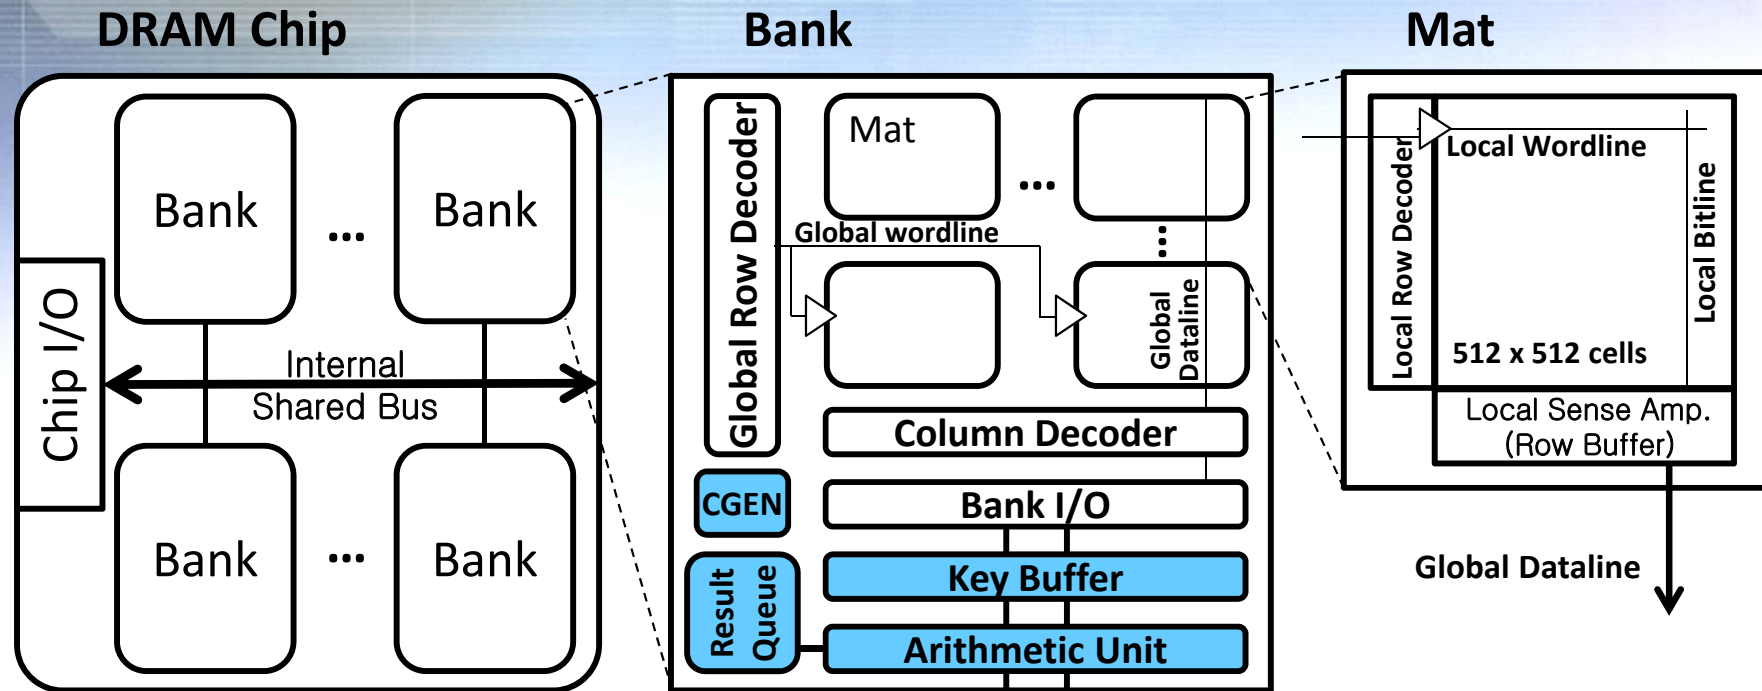 DRAM Chip
Bank
Mat
Bank
...
Bank
Chip I/O
Internal
Shared Bus
Bank
...
Bank
Global Row Decoder
Mat
...
Global wordline
...
Global
Dataline
Column Decoder
CGEN
Bank I/O
Result
Queue
Key Buffer
Arithmetic Unit
Local Row Decoder
Local Wordline
Local Bitline
512 x 512 cells
Local Sense Amp.
(Row Buffer)
Global Dataline